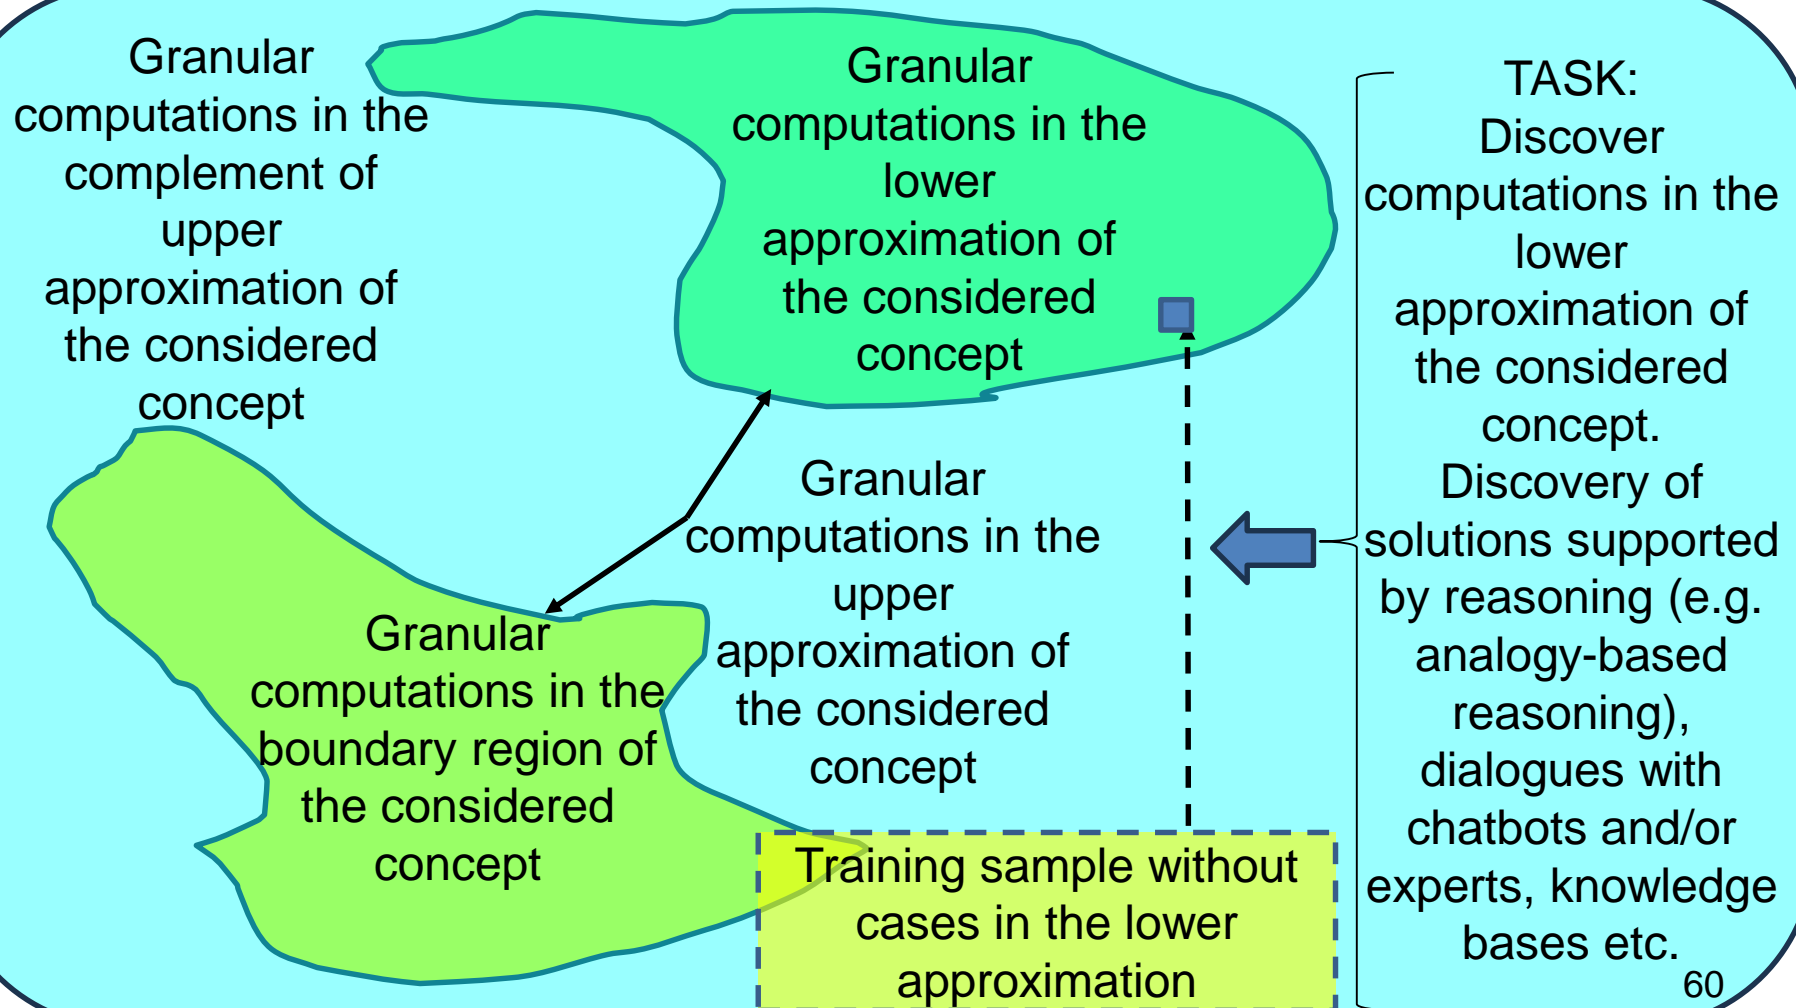 Granular
computations in the
complement of
upper
approximation of
the considered
concept
Granular
computations in the
lower
approximation of
the considered
concept
Granular
computations in the
upper
approximation of
the considered
concept
Granular
computations in the
boundary region of
the considered
concept
Training sample without
cases in the lower
approximation
TASK:
Discover
computations in the
lower
approximation of
the considered
concept.
Discovery of
solutions supported
by reasoning (e.g.
analogy-based
reasoning),
dialogues with
chatbots and/or
experts, knowledge
bases etc.
60